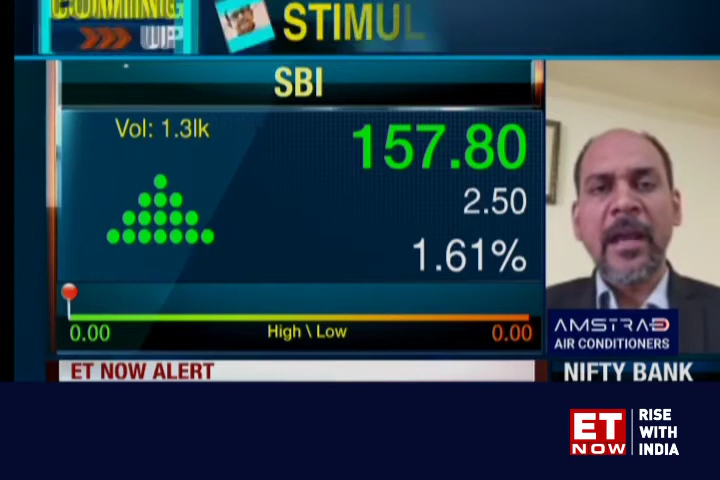 COMING
UP
STIMUL
SBI
Vol: 1.3lk
157.80
2.50
1.61%
0.00
High \ Low
0.00
AMSTRAD
AIR CONDITIONERS
ET NOW ALERT
NIFTY BANK
ET
NOW
RISE
WITH
INDIA